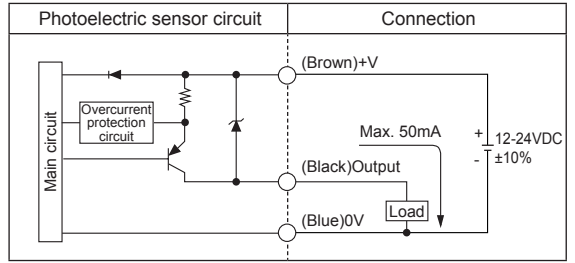 Photoelectric sensor circuit
Connection
(Brown)+V
Overcurrent
protection
circuit
Main circuit
Max. 50mA
+
12-24VDC
-
±10%
(Black)Output
Load
(Blue)0V